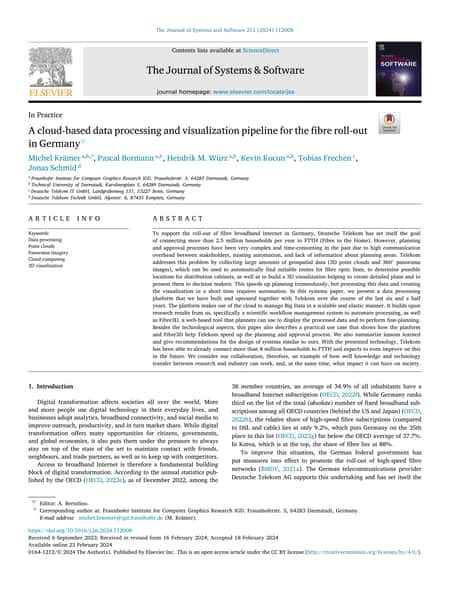 The Journal of Systems and Software 211 (2024) 112008
Contents lists available at ScienceDirect
The Journal of Systems & Software
journal homepage: www.elsevier.com/locate/jss
ELSEVIER
SOFTWARE
In Practice
A cloud-based data processing and visualization pipeline for the fibre roll-out
in Germany
Michel Krämer a,b,*, Pascal Bormann a,b, Hendrik M. Würz a,b, Kevin Kocon a,b, Tobias Frechen c,
Jonas Schmid d
a Fraunhofer Institute for Computer Graphics Research IGD, Fraunhoferstr. 5, 64283 Darmstadt, Germany
b Technical University of Darmstadt, Karolinenplatz 5, 64289 Darmstadt, Germany
c Deutsche Telekom IT GmbH, Landgrabenweg 151, 53227 Bonn, Germany
d Deutsche Telekom Technik GmbH, 87435 Kempten, Germany
ARTICLE INFO
Keywords:
Data processing
Point clouds
Panorama imagery
Cloud computing
3D visualization
ABSTRACT
To support the roll-out of fibre broadband Internet in Germany, Deutsche Telekom has set itself the goal
of connecting more than 2.5 million households per year to FTTH (Fibre to the Home). However, planning
and approval processes have been very complex and time-consuming in the past due to high communication
overhead between stakeholders, missing automation, and lack of information about planning areas. Telekom
addresses this problem by collecting large amounts of geospatial data (3D point clouds and 360° panorama
images), which can be used to automatically find suitable routes for fibre optic lines, to determine possible
locations for distribution cabinets, as well as to build a 3D visualization helping to create detailed plans and to
present them to decision makers. This speeds up planning tremendously, but processing this data and creating
the visualization in a short time requires automation. In this systems paper, we present a data processing
platform that we have built and operated together with Telekom over the course of the last six and a half
years. The platform makes use of the cloud to manage Big Data in a scalable and elastic manner. It builds upon
research results from us, specifically a scientific workflow management system to automate processing, as well
as Fibre3D, a web-based tool that planners can use to display the processed data and to perform fine-planning.
Besides the technological aspects, this paper also describes a practical use case that shows how the platform
and Fibre3D help Telekom speed up the planning and approval process. We also summarize lessons learned
and give recommendations for the design of systems similar to ours. With the presented technology, Telekom
has been able to already connect more than 8 million households to FTTH and expects to even improve on this
in the future. We consider our collaboration, therefore, an example of how well knowledge and technology
transfer between research and industry can work, and, at the same time, what impact it can have on society.
1. Introduction
Digital transformation affects societies all over the world. More
and more people use digital technology in their everyday lives, and
businesses adopt analytics, broadband connectivity, and social media to
improve outreach, productivity, and in turn market share. While digital
transformation offers many opportunities for citizens, governments,
and global economies, it also puts them under the pressure to always
stay on top of the state of the art to maintain contact with friends,
neighbours, and trade partners, as well as to keep up with competitors.
Access to broadband Internet is therefore a fundamental building
block of digital transformation. According to the annual statistics pub-
lished by the OECD (OECD, 2022c), as of December 2022, among the
38 member countries, an average of 34.9% of all inhabitants have a
broadband Internet subscription (OECD, 2022f). While Germany ranks
third on the list of the total (absolute) number of fixed broadband sub-
scriptions among all OECD countries (behind the US and Japan) (OECD,
2022h), the relative share of high-speed fibre subscriptions (compared
to DSL and cable) lies at only 9.2%, which puts Germany on the 35th
place in this list (OECD, 2022g) far below the OECD average of 37.7%.
In Korea, which is at the top, the share of fibre lies at 88%.
To improve this situation, the German federal government has
put measures into effect to promote the roll-out of high-speed fibre
networks (BMDV, 2021a). The German telecommunications provider
Deutsche Telekom AG supports this undertaking and has set itself the
Editor: A. Bertolino.
* Corresponding author at: Fraunhofer Institute for Computer Graphics Research IGD, Fraunhoferstr. 5, 64283 Darmstadt, Germany.
E-mail address: michel.kraemer@igd.fraunhofer.de (M. Krämer).
https://doi.org/10.1016/j.jss.2024.112008
Received 6 September 2023; Received in revised form 16 February 2024; Accepted 18 February 2024
Available online 23 February 2024
0164-1212/© 2024 The Author(s). Published by Elsevier Inc. This is an open access article under the CC BY license (http://creativecommons.org/licenses/by/4.0/).